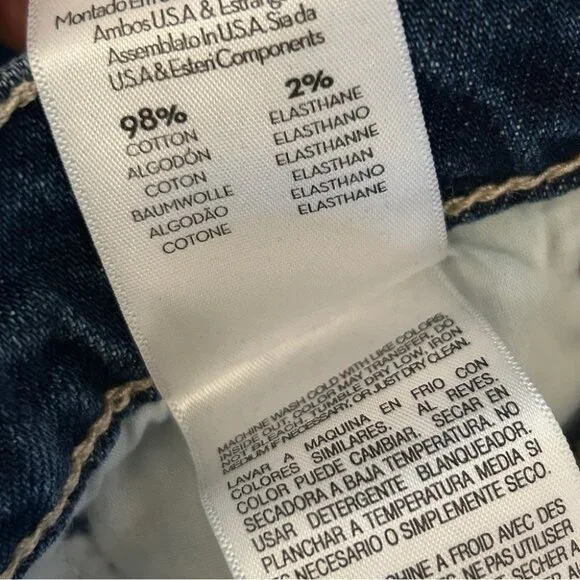 Montado En
Ambos U.S.A & Estrang
Assemblato In U.S.A. Sia da
U.S.A & Esteri Components
98%
COTTON
ALGODÓN
COTON
BAUMWOLLE
ALGODÃO
COTONE
2%
ELASTHANE
ELASTHANO
ELASTHANNE
ELASTHAN
ELASTHANO
ELASTHANE
MACHINE WASH COLD WITH LIKE COLORS,
INSIDE OUT. COLOR MAY TRANSFER. DO
NOT BLEACH. TUMBLE DRY LOW. IRON
MEDIUM IF NECESSARY OR JUST DRY CLEAN.
LAVAR A MAQUINA EN FRIO CON
COLORES SIMILARES. AL REVES.
COLOR PUEDE CAMBIAR. SECAR EN
SECADORA A BAJA TEMPERATURA NO
USAR DETERGENTE BLANQUEADOR.
PLANCHAR A TEMPERATURA MEDIA SI
ES NECESARIO O SIMPLEMENTE SECO.
HINE A FROID AVEC DES
NE PAS UTILISER
SECHER A